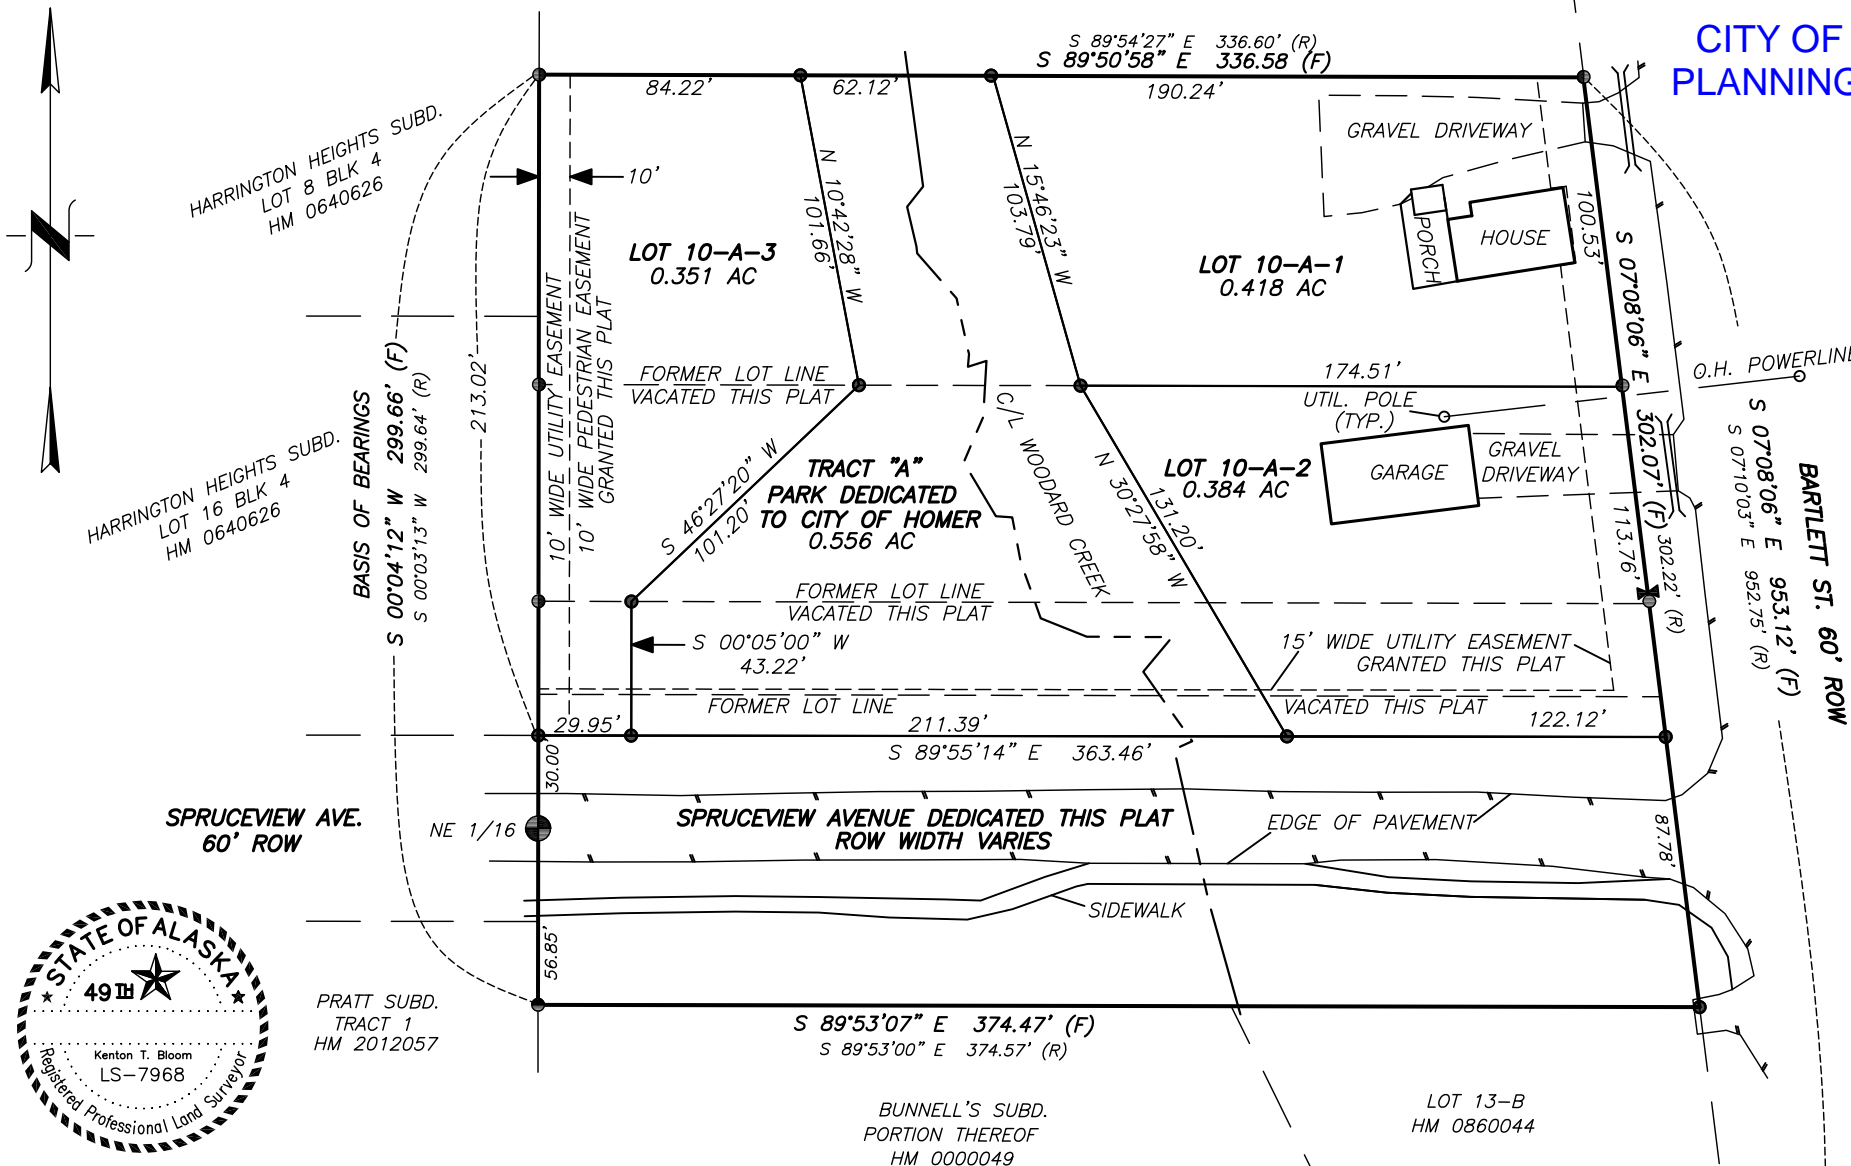 CITY OF
PLANNING
S 89°54'27" E 336.60' (R)
S 89°50'58" E 336.58 (F)
84.22'
62.12'
190.24'
HARRINGTON HEIGHTS SUBD.
LOT 8 BLK 4
HM 0640626
10'
N 10°42'28" W
101.66'
N 15°46'23" W
103.79'
GRAVEL DRIVEWAY
PORCH
HOUSE
100.53'
S 07°08'06" E 302.07' (F)
302.22' (R)
LOT 10-A-3
0.351 AC
LOT 10-A-1
0.418 AC
10' WIDE UTILITY EASEMENT
10' WIDE PEDESTRIAN EASEMENT
GRANTED THIS PLAT
213.02'
BASIS OF BEARINGS
S 00°04'12" W 299.66' (F)
S 00°03'13" W 299.64' (R)
FORMER LOT LINE
VACATED THIS PLAT
174.51'
UTIL. POLE
(TYP.)
O.H. POWERLINE
HARRINGTON HEIGHTS SUBD.
LOT 16 BLK 4
HM 0640626
S 46°27'20" W
101.20'
TRACT "A"
PARK DEDICATED
TO CITY OF HOMER
0.556 AC
C/L WOODARD CREEK
N 30°27'58" W
131.20'
LOT 10-A-2
0.384 AC
GARAGE
GRAVEL
DRIVEWAY
113.76'
S 07°08'06" E 953.12' (F)
S 07°10'03" E 952.75' (R)
BARTLETT ST. 60' ROW
FORMER LOT LINE
VACATED THIS PLAT
S 00°05'00" W
43.22'
15' WIDE UTILITY EASEMENT
GRANTED THIS PLAT
FORMER LOT LINE
VACATED THIS PLAT
29.95'
211.39'
122.12'
S 89°55'14" E 363.46'
30.00'
SPRUCEVIEW AVE.
60' ROW
NE 1/16
SPRUCEVIEW AVENUE DEDICATED THIS PLAT
ROW WIDTH VARIES
EDGE OF PAVEMENT
87.78'
SIDEWALK
56.85'
STATE OF ALASKA
49TH
Kenton T. Bloom
LS-7968
Registered Professional Land Surveyor
PRATT SUBD.
TRACT 1
HM 2012057
S 89°53'07" E 374.47' (F)
S 89°53'00" E 374.57' (R)
BUNNELL'S SUBD.
PORTION THEREOF
HM 0000049
LOT 13-B
HM 0860044